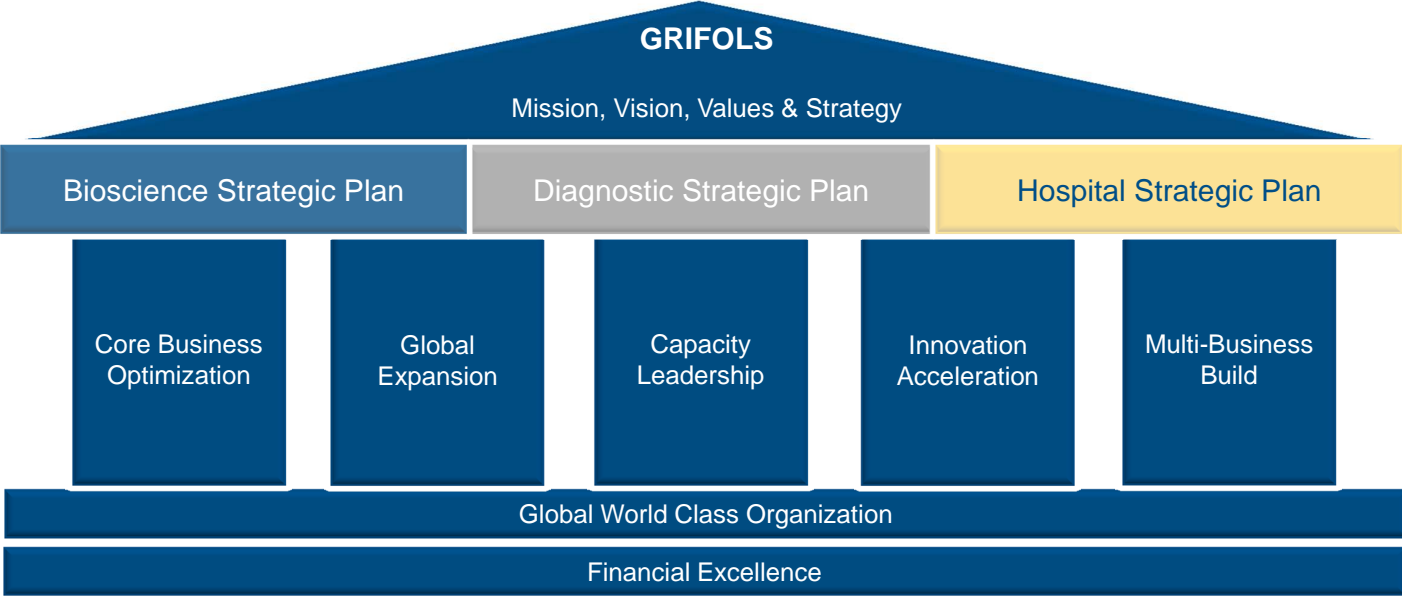 GRIFOLS
Mission, Vision, Values & Strategy
Bioscience Strategic Plan
Diagnostic Strategic Plan
Hospital Strategic Plan
Core Business
Optimization
Global
Expansion
Capacity
Leadership
Innovation
Acceleration
Multi-Business
Build
Global World Class Organization
Financial Excellence